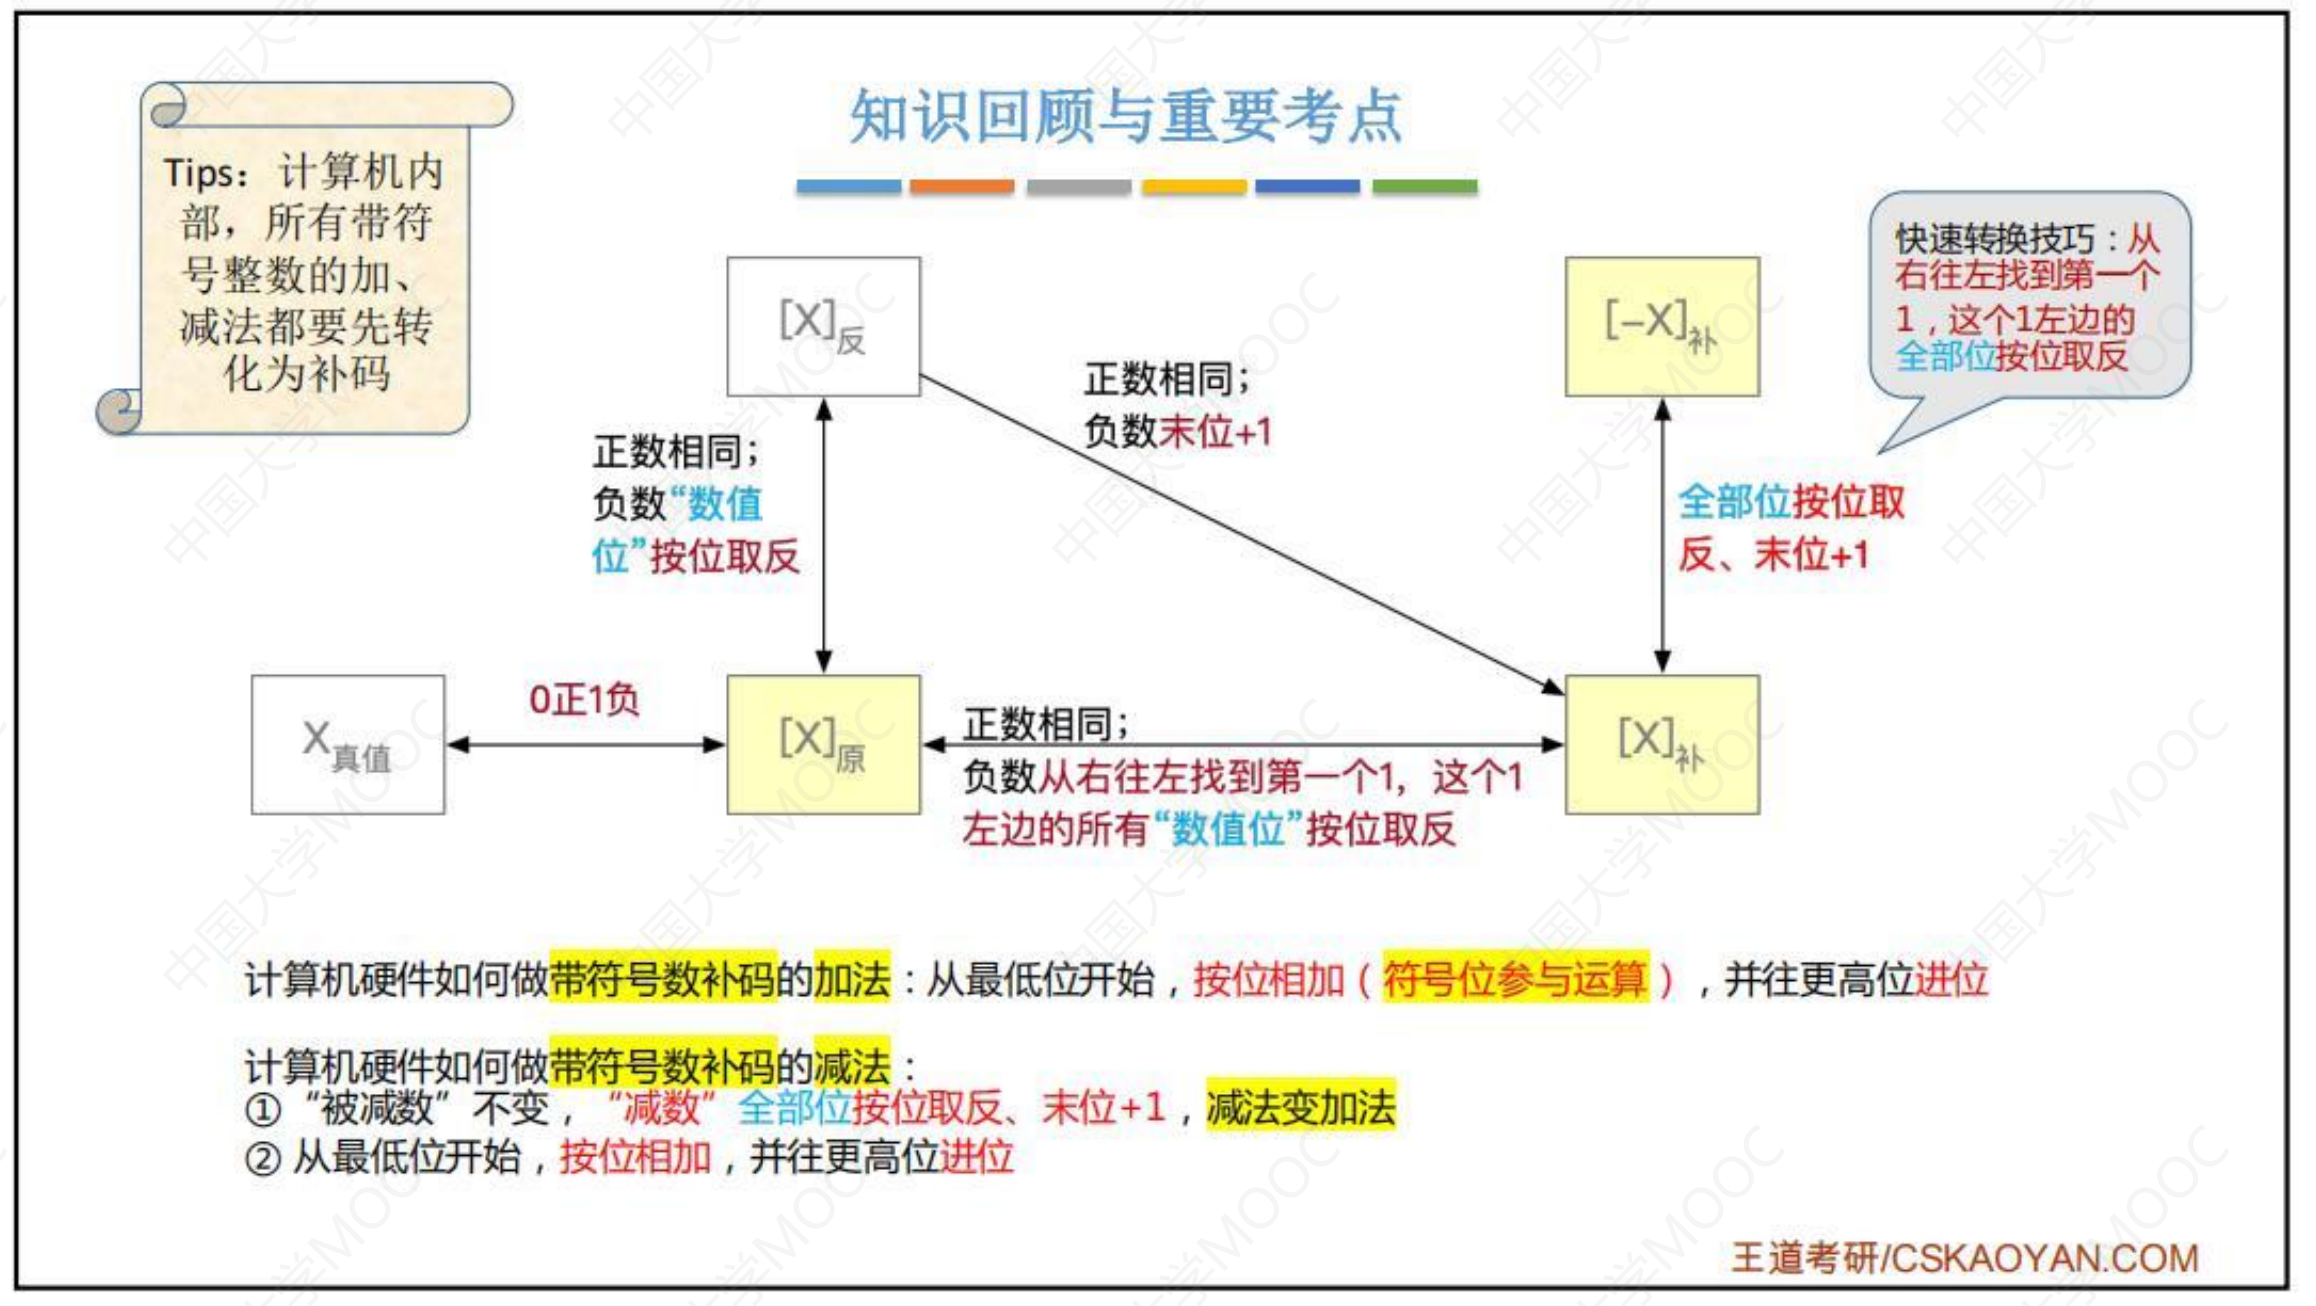 知识回顾与重要考点
Tips：计算机内
部，所有带符
号整数的加、
减法都要先转
化为补码
快速转换技巧：从
右往左找到第一个
1，这个1左边的
全部位按位取反
[X]反
[-X]补
正数相同；
负数末位+1
正数相同；
负数“数值
位”按位取反
全部位按位取
反、末位+1
X真值
0正1负
[X]原
正数相同；
负数从右往左找到第一个1，这个1
左边的所有“数值位”按位取反
[X]补
计算机硬件如何做带符号数补码的加法：从最低位开始，按位相加（符号位参与运算），并往更高位进位
计算机硬件如何做带符号数补码的减法：
①“被减数”不变，“减数”全部位按位取反、末位+1，减法变加法
②从最低位开始，按位相加，并往更高位进位
王道考研/CSKAOYAN.COM
中国大学MOOC